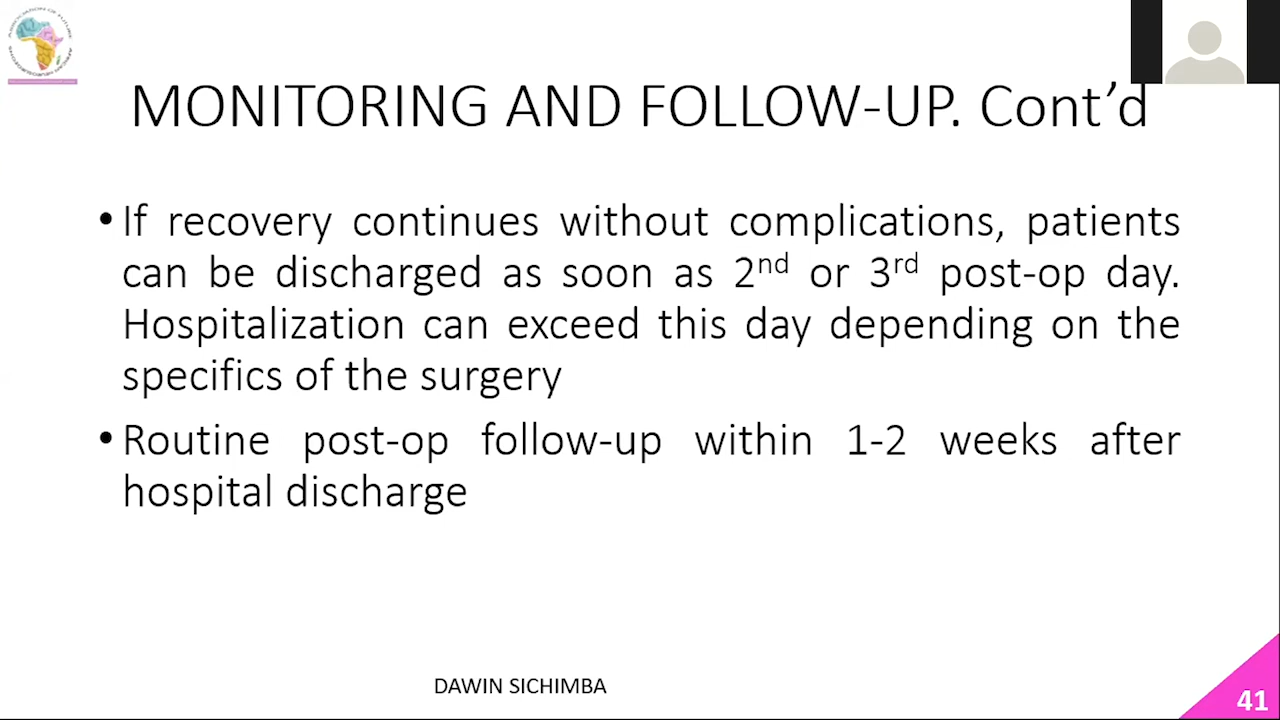 MONITORING AND FOLLOW-UP. Cont’d
•If recovery continues without complications, patients
can be discharged as soon as 2nd or 3rd post-op day.
Hospitalization can exceed this day depending on the
specifics of the surgery
•Routine post-op follow-up within 1-2 weeks after
hospital discharge
DAWIN SICHIMBA
41